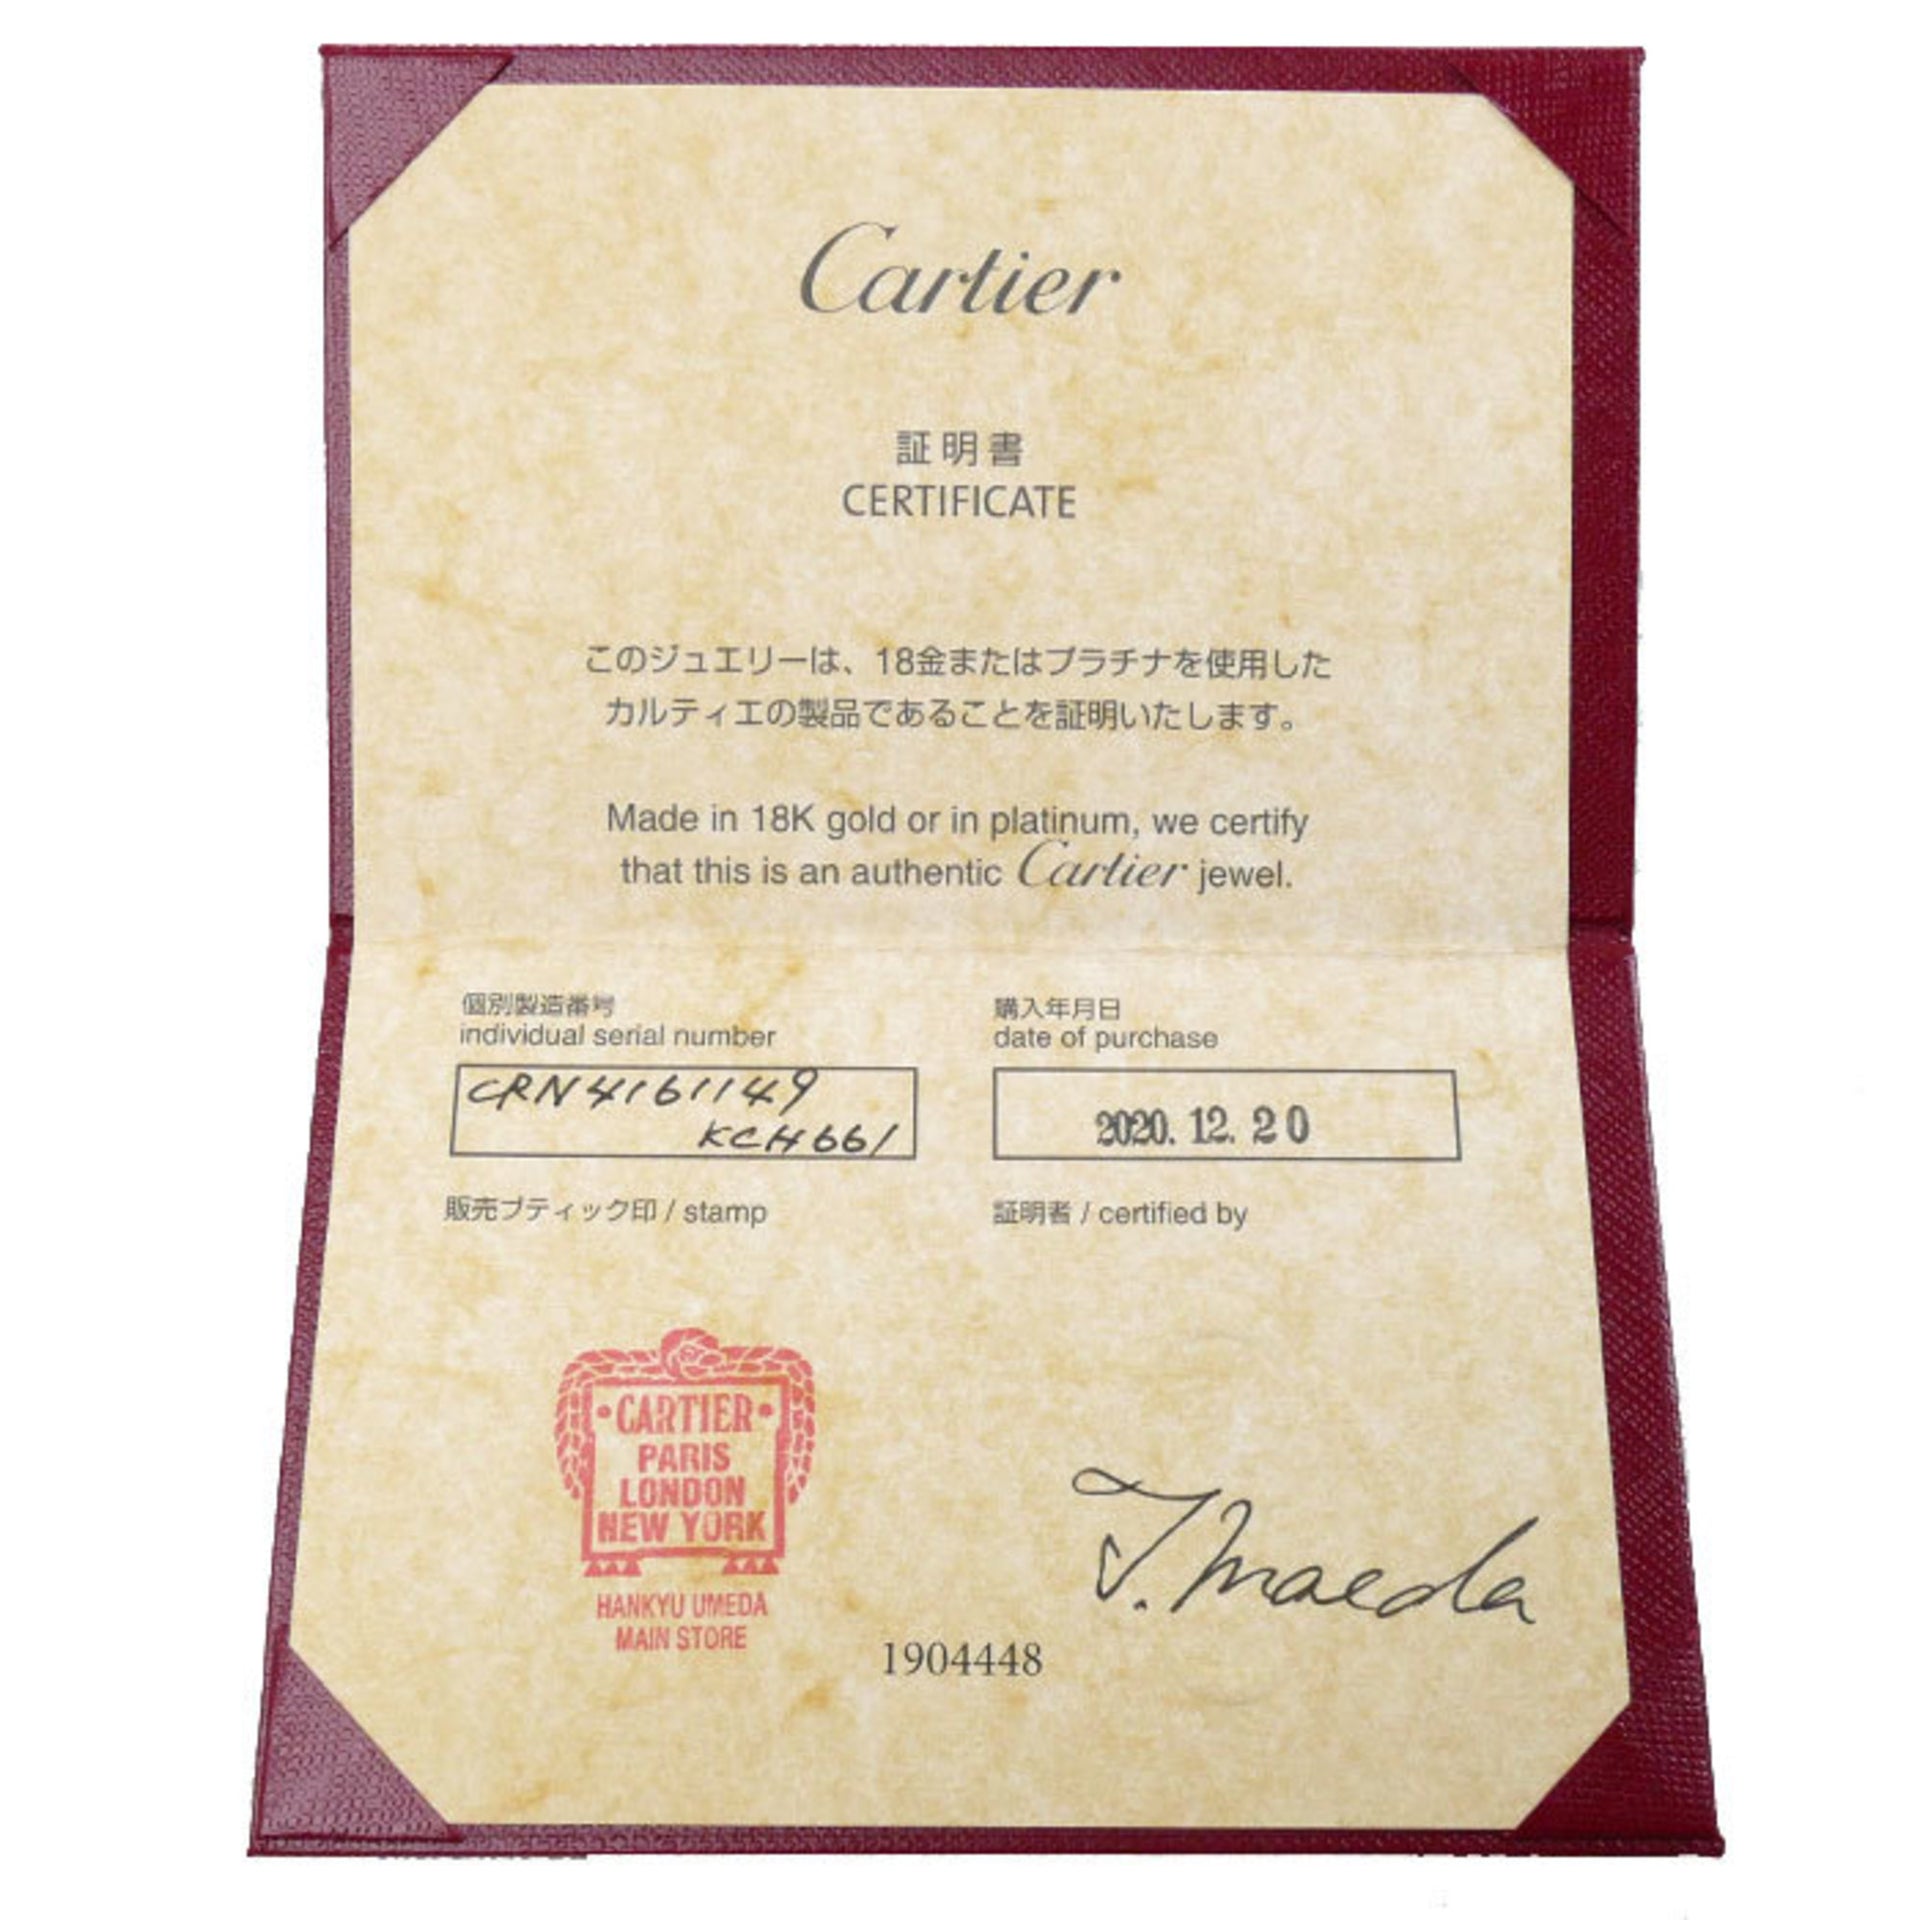 Cartier
証明書
CERTIFICATE
このジュエリーは、18金またはプラチナを使用した
カルティエの製品であることを証明いたします。
Made in 18K gold or in platinum, we certify
that this is an authentic Cartier jewel.
個別製造番号
individual serial number
CRN4161149
KCH661
購入年月日
date of purchase
2020.12.20
販売ブティック印 / stamp
証明者 / certified by
CARTIER
PARIS
LONDON
NEW YORK
HANKYU UMEDA
MAIN STORE
T. Maeda
1904448